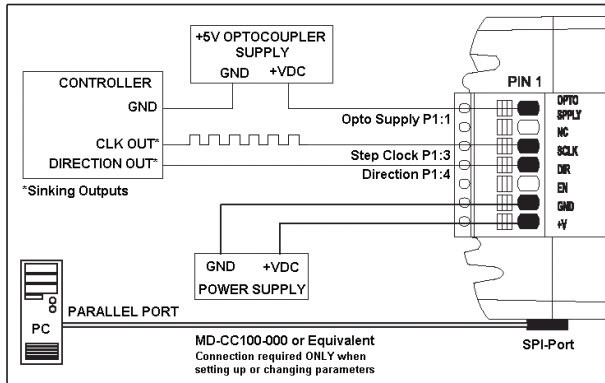 +5V OPTOCOUPLER
SUPPLY
GND +VDC
CONTROLLER
GND
CLK OUT*
DIRECTION OUT*
*Sinking Outputs
PIN 1
Opto Supply P1:1
Step Clock P1:3
Direction P1:4
OPTO
SPPLY
NC
SCLK
DIR
EN
GND
+V
GND +VDC
POWER SUPPLY
PC
PARALLEL PORT
MD-CC100-000 or Equivalent
Connection required ONLY when
setting up or changing parameters
SPI-Port